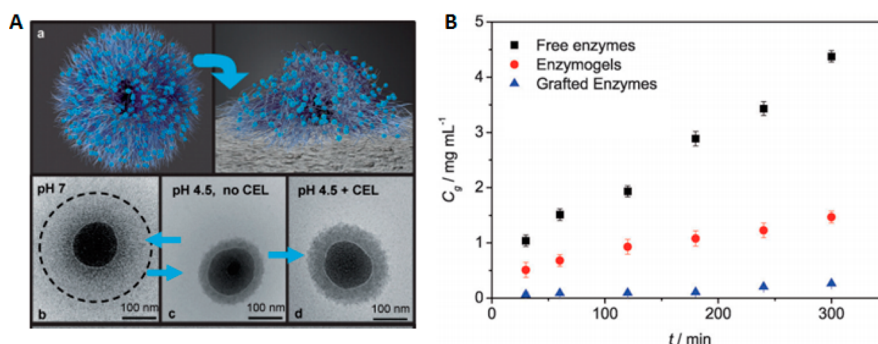 A
a
pH 7
pH 4.5, no CEL
pH 4.5 + CEL
100 nm
100 nm
100 nm
b
c
d
B
Free enzymes
Enzymogels
Grafted Enzymes
C_g / mg mL⁻¹
5
4
3
2
1
0
0
100
200
300
t / min